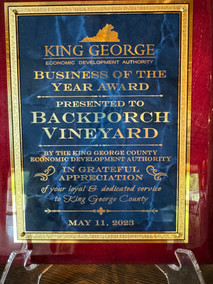 KING GEORGE
ECONOMIC DEVELOPMENT AUTHORITY
BUSINESS OF THE
YEAR AWARD
PRESENTED TO
BACKPORCH
VINEYARD
BY THE KING GEORGE COUNTY
ECONOMIC DEVELOPMENT AUTHORITY
IN GRATEFUL
APPRECIATION
of your loyal & dedicated service
to King George County
MAY 11, 2023